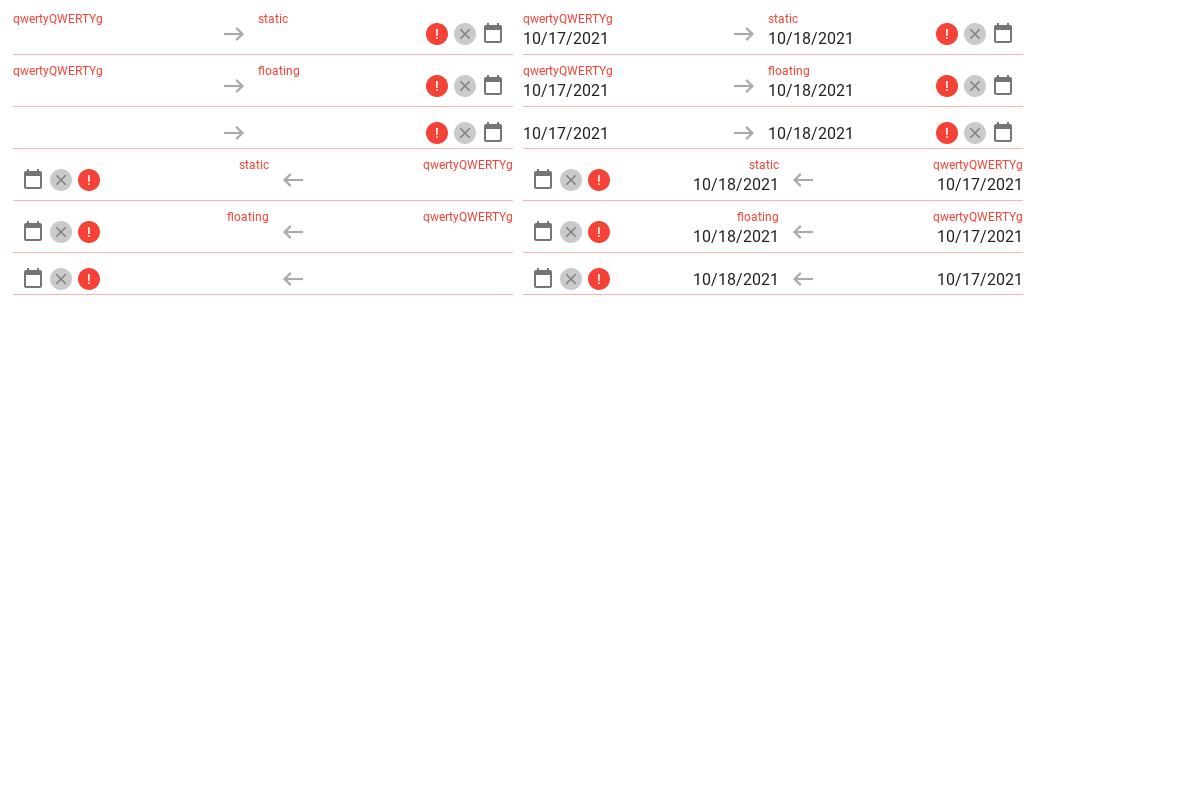 qwertyQWERTYg static qwertyQWERTYg static
10/17/2021 10/18/2021
qwertyQWERTYg floating qwertyQWERTYg floating
10/17/2021 10/18/2021
10/17/2021 10/18/2021
static qwertyQWERTYg static qwertyQWERTYg
10/18/2021 10/17/2021
floating qwertyQWERTYg floating qwertyQWERTYg
10/18/2021 10/17/2021
10/18/2021 10/17/2021